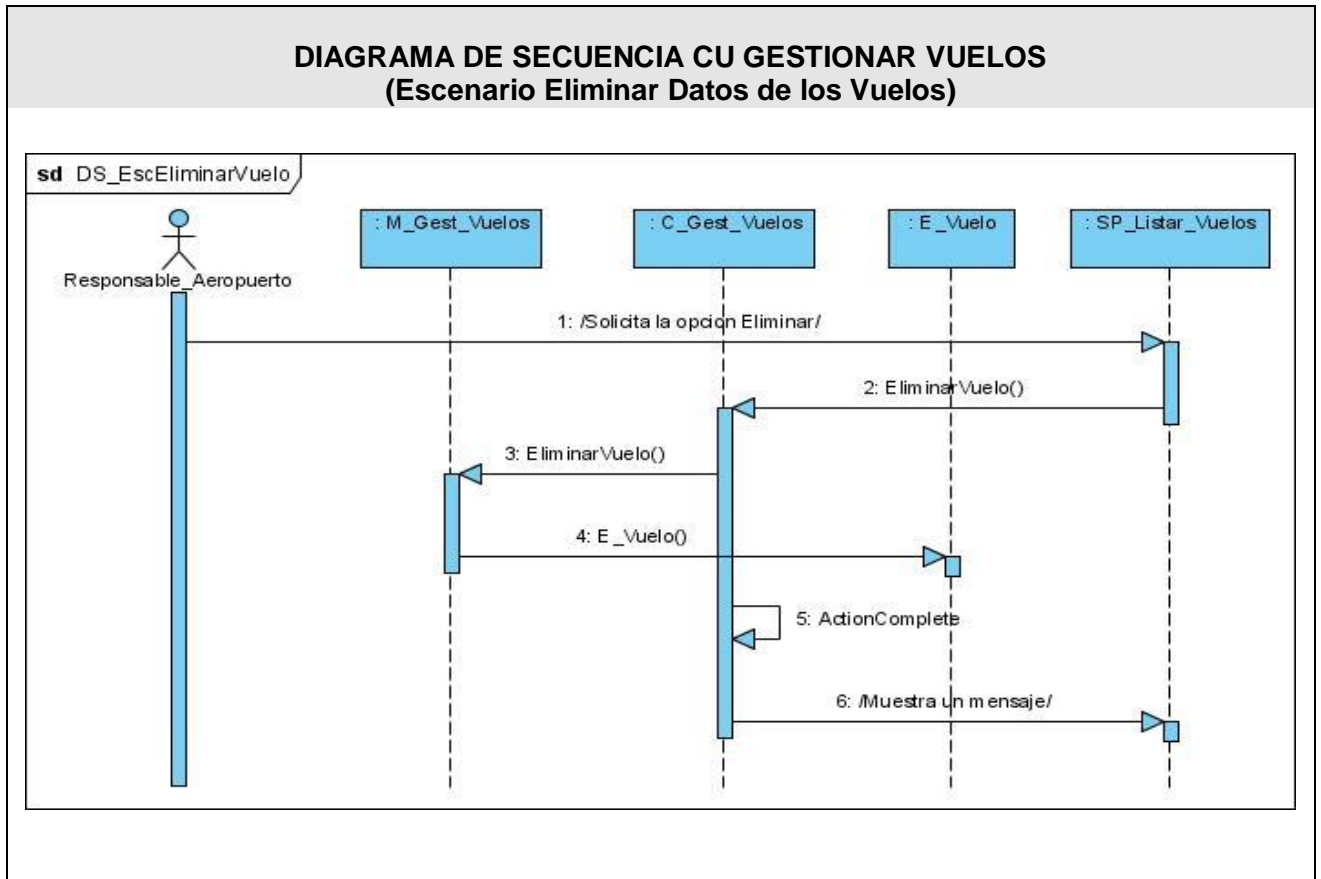 DIAGRAMA DE SECUENCIA CU GESTIONAR VUELOS
(Escenario Eliminar Datos de los Vuelos)
sd DS_EscEliminarVuelo
: M_Gest_Vuelos
: C_Gest_Vuelos
: E_Vuelo
: SP_Listar_Vuelos
Responsable_Aeropuerto
1: /Solicita la opcion Eliminar/
2: EliminarVuelo()
3: EliminarVuelo()
4: E_Vuelo()
5: ActionComplete
6: /Muestra un mensaje/